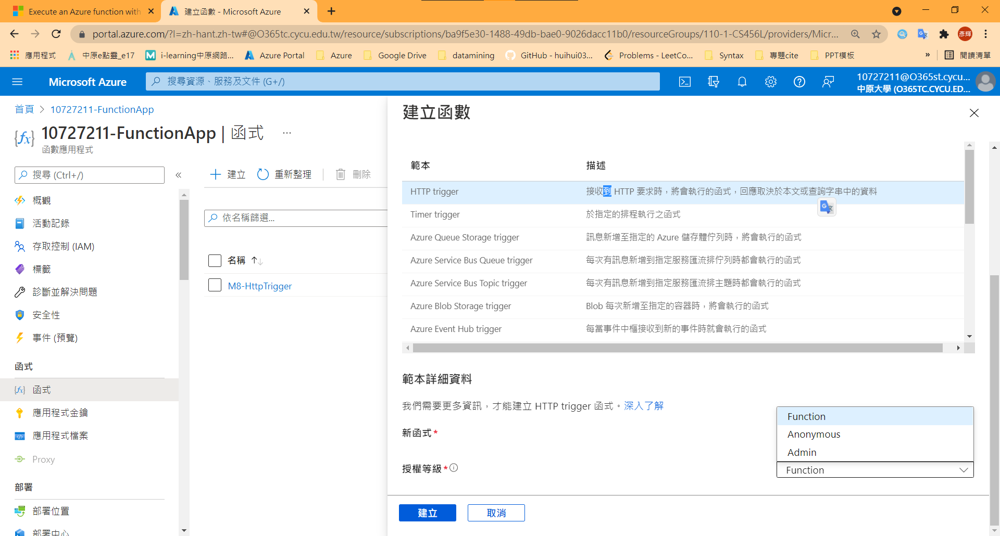 Execute an Azure function with
建立函數 - Microsoft Azure
portal.azure.com/?l=zh-hant.zh-tw#@O365tc.cycu.edu.tw/resource/subscriptions/ba9f5e30-1488-49db-bae0-9026dacc11b0/resourceGroups/110-1-CS456L/providers/Micr...
彥輝
應用程式
中原e點靈_e17
i-learning中原網路...
Azure Portal
Azure
Google Drive
datamining
GitHub - huihui03...
Problems - LeetCo...
Syntax
專題cite
PPT模板
»
閱讀清單
Microsoft Azure
搜尋資源、服務及文件 (G+/)
10727211@O365st.cycu...
中原大學 (O365TC.CYCU.ED...
首頁 > 10727211-FunctionApp
10727211-FunctionApp | 函式 ...
函數應用程式
搜尋 (Ctrl+/)
«
概觀
活動記錄
存取控制 (IAM)
標籤
診斷並解決問題
安全性
事件 (預覽)
函式
函式
應用程式金鑰
應用程式檔案
Proxy
部署
部署位置
部署中心
建立
重新整理
刪除
依名稱篩選...
名稱
M8-HttpTrigger
建立函數
範本 描述
HTTP trigger 接收到 HTTP 要求時，將會執行的函式，回應取決於本文或查詢字串中的資料
Timer trigger 於指定的排程執行之函式
Azure Queue Storage trigger 訊息新增至指定的 Azure 儲存體佇列時，將會執行的函式
Azure Service Bus Queue trigger 每次有訊息新增到指定服務匯流排佇列時都會執行的函式
Azure Service Bus Topic trigger 每次有訊息新增到指定服務匯流排主題時都會執行的函式
Azure Blob Storage trigger Blob 每次新增至指定的容器時，將會執行的函式
Azure Event Hub trigger 每當事件中樞接收到新的事件時就會執行的函式
範本詳細資料
我們需要更多資訊，才能建立 HTTP trigger 函式。深入了解
新函式*
Function
Anonymous
Admin
授權等級*
Function
建立
取消